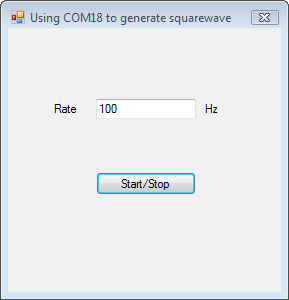 Using COM18 to generate squarewave
Rate 100 Hz
Start/Stop